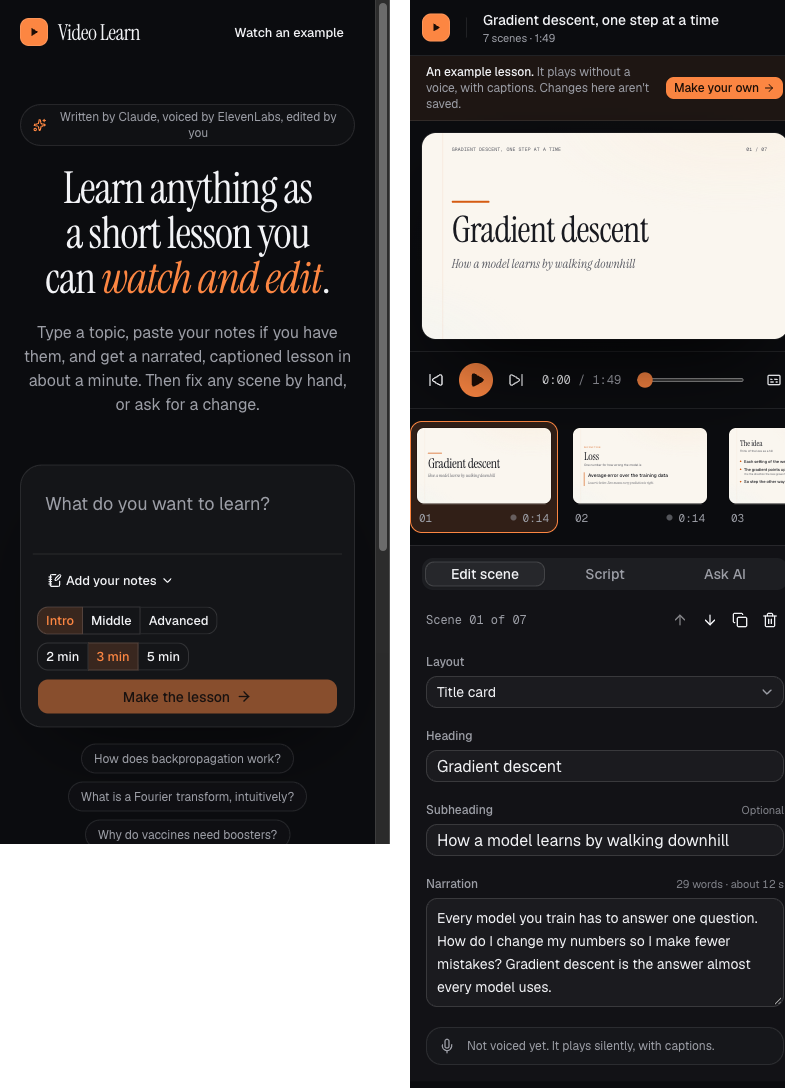 Video Learn
Watch an example
Written by Claude, voiced by ElevenLabs, edited by
you
Learn anything as
a short lesson you
can watch and edit.
Type a topic, paste your notes if you have
them, and get a narrated, captioned lesson in
about a minute. Then fix any scene by hand,
or ask for a change.
What do you want to learn?
Add your notes
Intro Middle Advanced
2 min 3 min 5 min
Make the lesson →
How does backpropagation work?
What is a Fourier transform, intuitively?
Why do vaccines need boosters?
Gradient descent, one step at a time
7 scenes · 1:49
An example lesson. It plays without a
voice, with captions. Changes here aren't
saved.
Make your own →
GRADIENT DESCENT, ONE STEP AT A TIME 01 / 07
Gradient descent
How a model learns by walking downhill
0:00 / 1:49
Gradient descent
How a model learns by walking downhill
01 0:14
Loss
Average error over the training data
02 0:14
The idea
03
Edit scene Script Ask AI
Scene 01 of 07
Layout
Title card
Heading
Gradient descent
Subheading Optional
How a model learns by walking downhill
Narration 29 words · about 12 s
Every model you train has to answer one question.
How do I change my numbers so I make fewer
mistakes? Gradient descent is the answer almost
every model uses.
Not voiced yet. It plays silently, with captions.